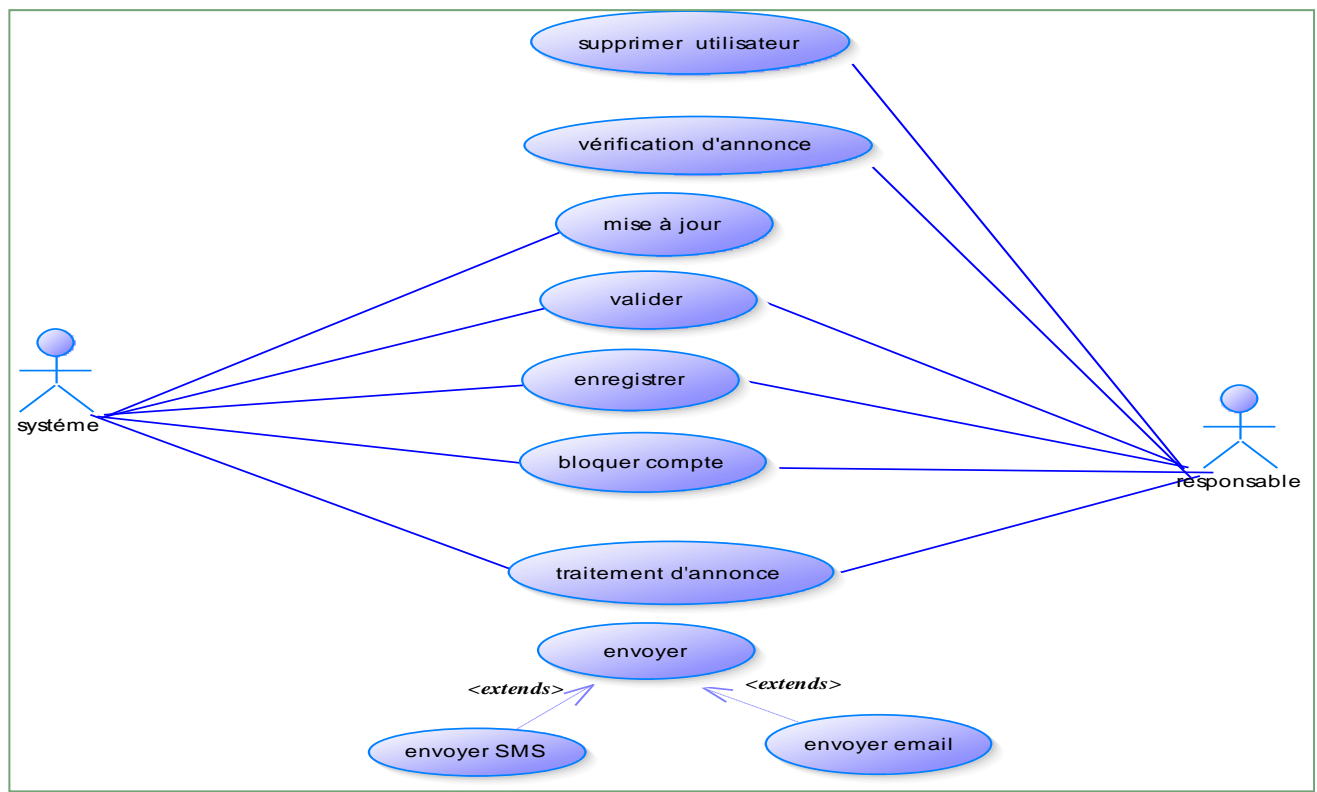 supprimer utilisateur
vérification d'annonce
mise à jour
valider
enregistrer
systéme
bloquer compte
responsable
traitement d'annonce
envoyer
<extends>
<extends>
envoyer SMS
envoyer email